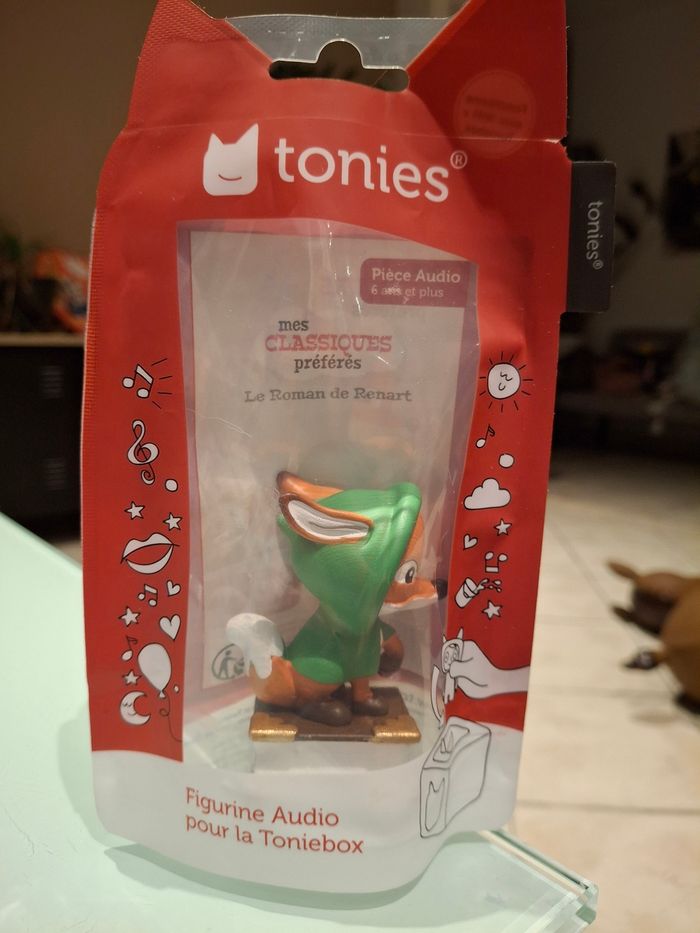 tonies®
tonies®
Pièce Audio
6 ans et plus
mes
CLASSIQUES
préférés
Le Roman de Renart
Figurine Audio
pour la Toniebox